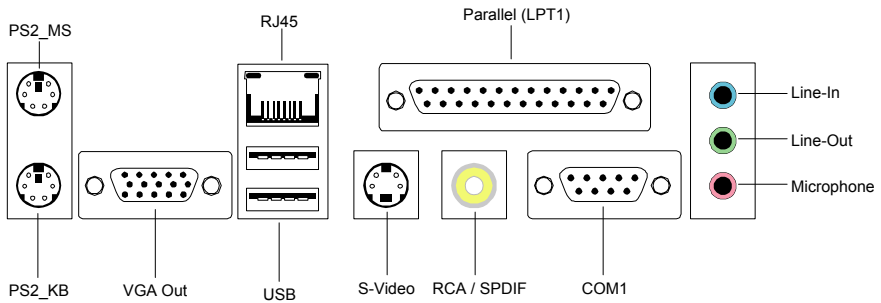 Parallel (LPT1)
RJ45
PS2_MS
Line-In
Line-Out
Microphone
PS2_KB
VGA Out
USB
S-Video
RCA / SPDIF
COM1